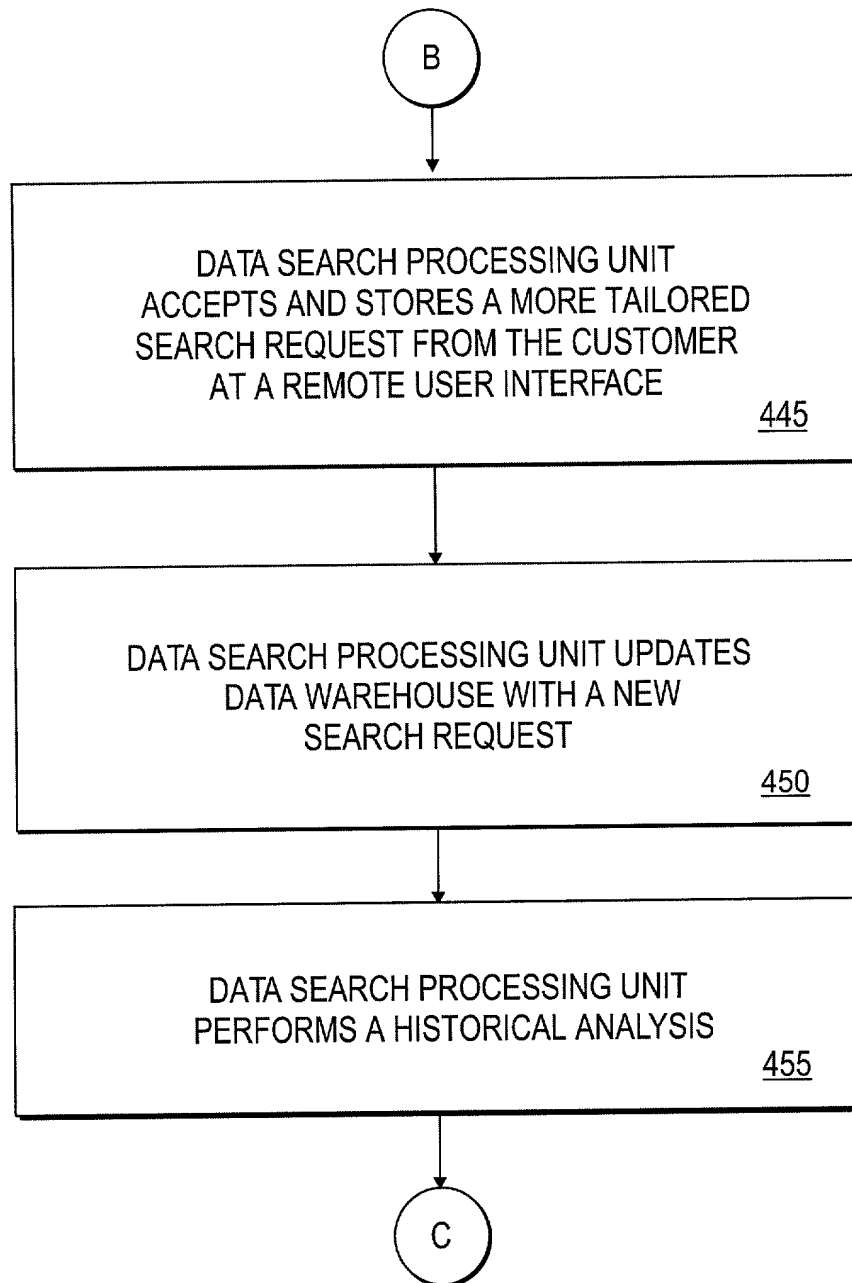 B
DATA SEARCH PROCESSING UNIT
ACCEPTS AND STORES A MORE TAILORED
SEARCH REQUEST FROM THE CUSTOMER
AT A REMOTE USER INTERFACE
445
DATA SEARCH PROCESSING UNIT UPDATES
DATA WAREHOUSE WITH A NEW
SEARCH REQUEST
450
DATA SEARCH PROCESSING UNIT
PERFORMS A HISTORICAL ANALYSIS
455
C